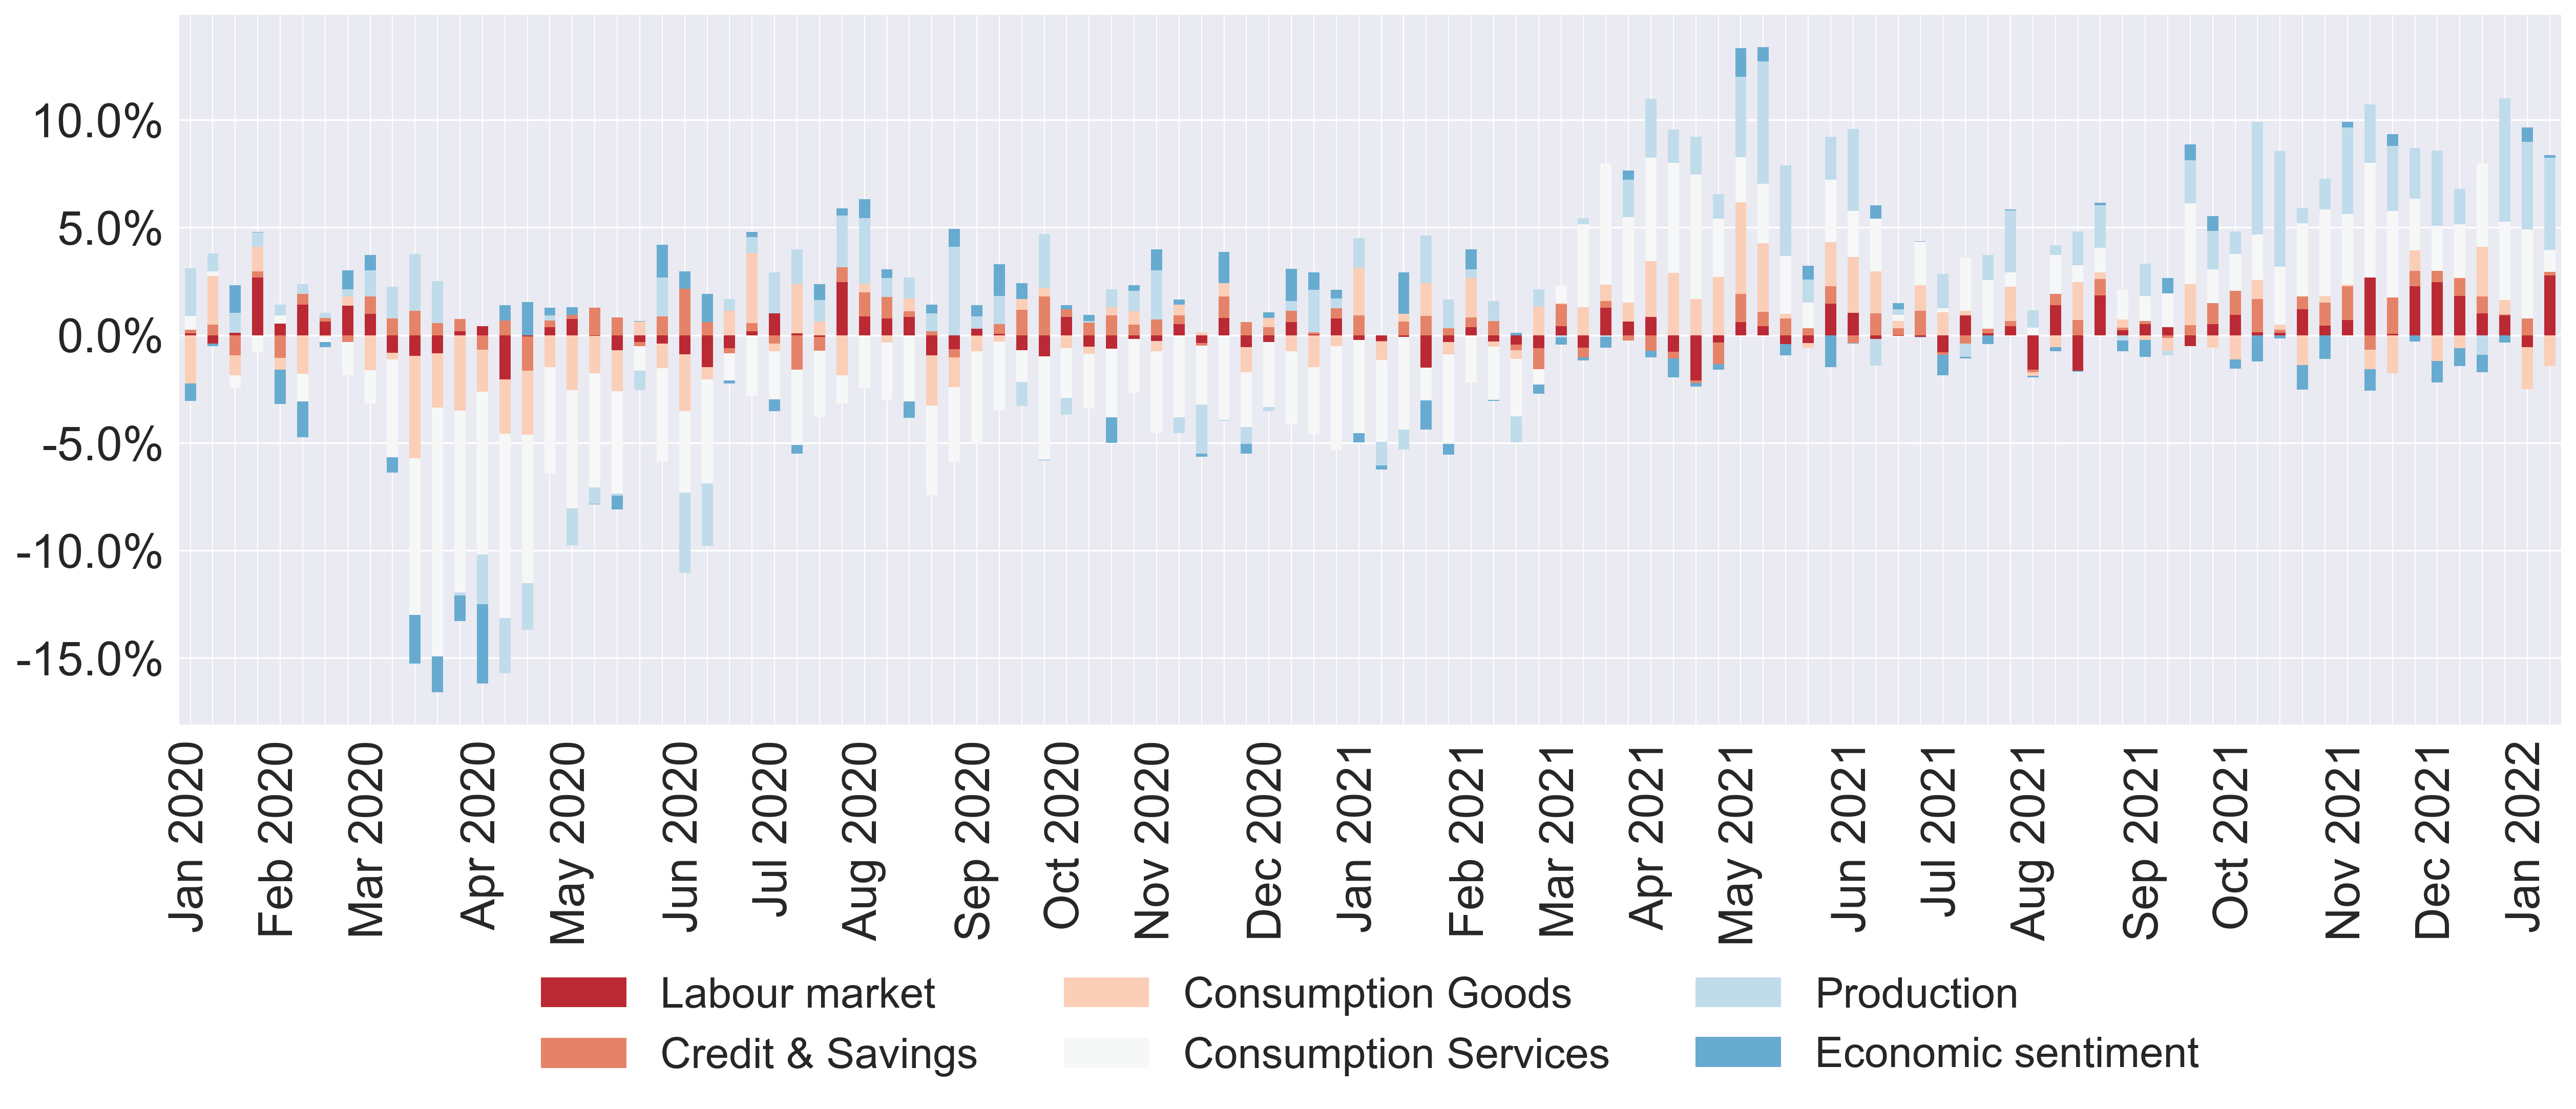 10.0%
5.0%
0.0%
-5.0%
-10.0%
-15.0%
Jan 2020
Feb 2020
Mar 2020
Apr 2020
May 2020
Jun 2020
Jul 2020
Aug 2020
Sep 2020
Oct 2020
Nov 2020
Dec 2020
Jan 2021
Feb 2021
Mar 2021
Apr 2021
May 2021
Jun 2021
Jul 2021
Aug 2021
Sep 2021
Oct 2021
Nov 2021
Dec 2021
Jan 2022
Labour market
Consumption Goods
Production
Credit & Savings
Consumption Services
Economic sentiment